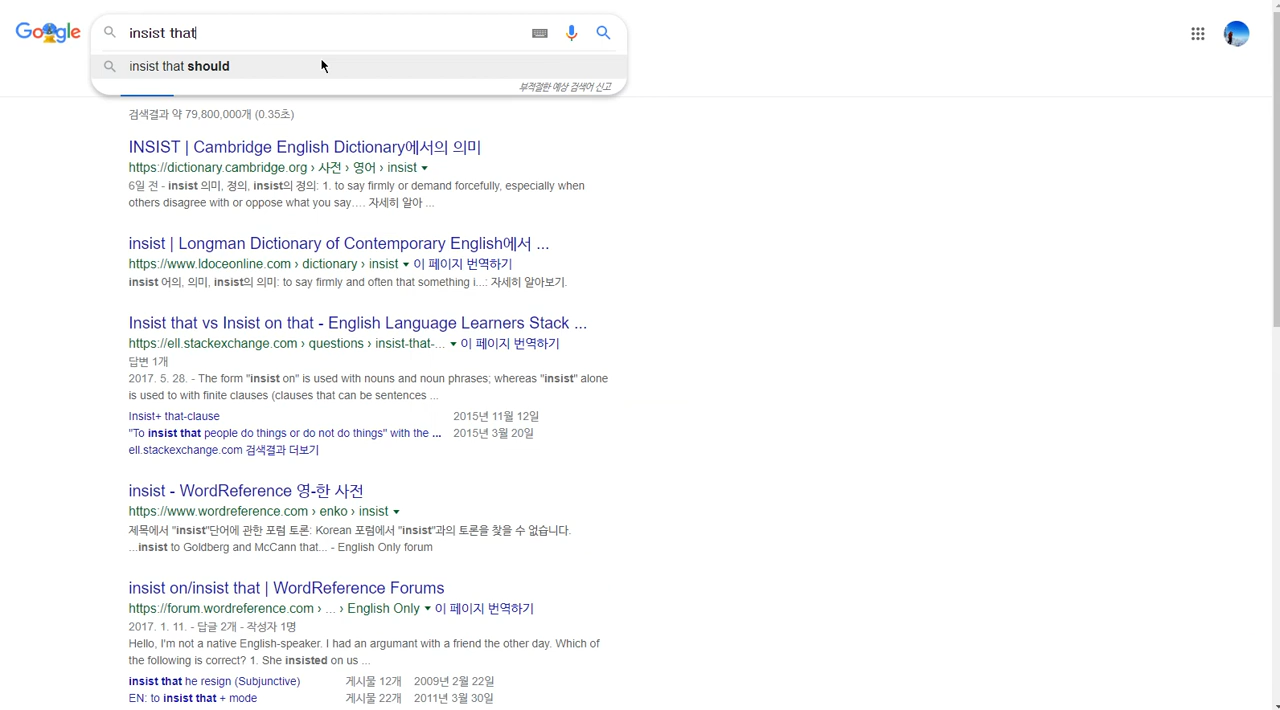 Google
insist that
insist that should
부적절한 예상 검색어 신고
검색결과 약 79,800,000개 (0.35초)
INSIST | Cambridge English Dictionary에서의 의미
https://dictionary.cambridge.org › 사전 › 영어 › insist
6일 전 - insist 의미, 정의, insist의 정의: 1. to say firmly or demand forcefully, especially when
others disagree with or oppose what you say.… 자세히 알아 ...
insist | Longman Dictionary of Contemporary English에서 ...
https://www.ldoceonline.com › dictionary › insist 이 페이지 번역하기
insist 어의, 의미, insist의 의미: to say firmly and often that something i...: 자세히 알아보기.
Insist that vs Insist on that - English Language Learners Stack ...
https://ell.stackexchange.com › questions › insist-that-... 이 페이지 번역하기
답변 1개
2017. 5. 28. - The form "insist on" is used with nouns and noun phrases; whereas "insist" alone
is used to with finite clauses (clauses that can be sentences ...
Insist+ that-clause 2015년 11월 12일
"To insist that people do things or do not do things" with the ... 2015년 3월 20일
ell.stackexchange.com 검색결과 더보기
insist - WordReference 영-한 사전
https://www.wordreference.com › enko › insist
제목에서 "insist"단어에 관한 포럼 토론: Korean 포럼에서 "insist"과의 토론을 찾을 수 없습니다.
...insist to Goldberg and McCann that... - English Only forum
insist on/insist that | WordReference Forums
https://forum.wordreference.com › ... › English Only 이 페이지 번역하기
2017. 1. 11. - 답글 2개 - 작성자 1명
Hello, I'm not a native English-speaker. I had an argumant with a friend the other day. Which of
the following is correct? 1. She insisted on us ...
insist that he resign (Subjunctive) 게시물 12개 2009년 2월 22일
EN: to insist that + mode 게시물 22개 2011년 3월 30일